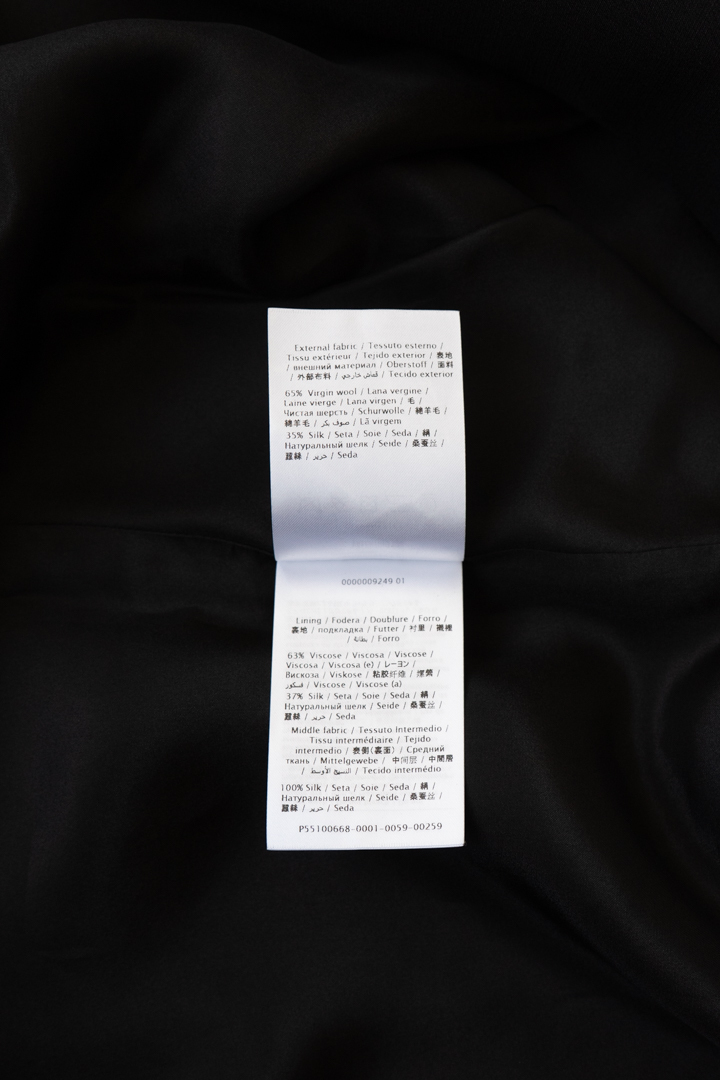 External fabric / Tessuto esterno /
Tissu extérieur / Tejido exterior / 表地
/ внешний материал / Oberstoff / 面料
/ 外部布料 / قماش خارجي / Tecido exterior
65% Virgin wool / Lana vergine /
Laine vierge / Lana virgen / 毛 /
Чистая шерсть / Schurwolle / 綿羊毛 /
綿羊毛 / صوف بكر / Lã virgem
35% Silk / Seta / Soie / Seda / 絹 /
Натуральный шелк / Seide / 桑蚕丝 /
蠶絲 / حرير / Seda
0000009249 01
Lining / Fodera / Doublure / Forro /
裏地 / подкладка / Futter / 衬里 / 襯裡
/ بطانة / Forro
63% Viscose / Viscosa / Viscose /
Viscosa / Viscosa (e) / レーヨン /
Вискоза / Viskose / 粘胶纤维 / 嫘縈 /
فسكوز / Viscose / Viscose (a)
37% Silk / Seta / Soie / Seda / 絹 /
Натуральный шелк / Seide / 桑蚕丝 /
蠶絲 / حرير / Seda
Middle fabric / Tessuto Intermedio /
Tissu intermédiaire / Tejido
intermedio / 表側(裏面) / Средний
ткань / Mittelgewebe / 中间层 / 中間層
/ النسيج الأوسط / Tecido intermédio
100% Silk / Seta / Soie / Seda / 絹 /
Натуральный шелк / Seide / 桑蚕丝 /
蠶絲 / حرير / Seda
P55100668-0001-0059-00259